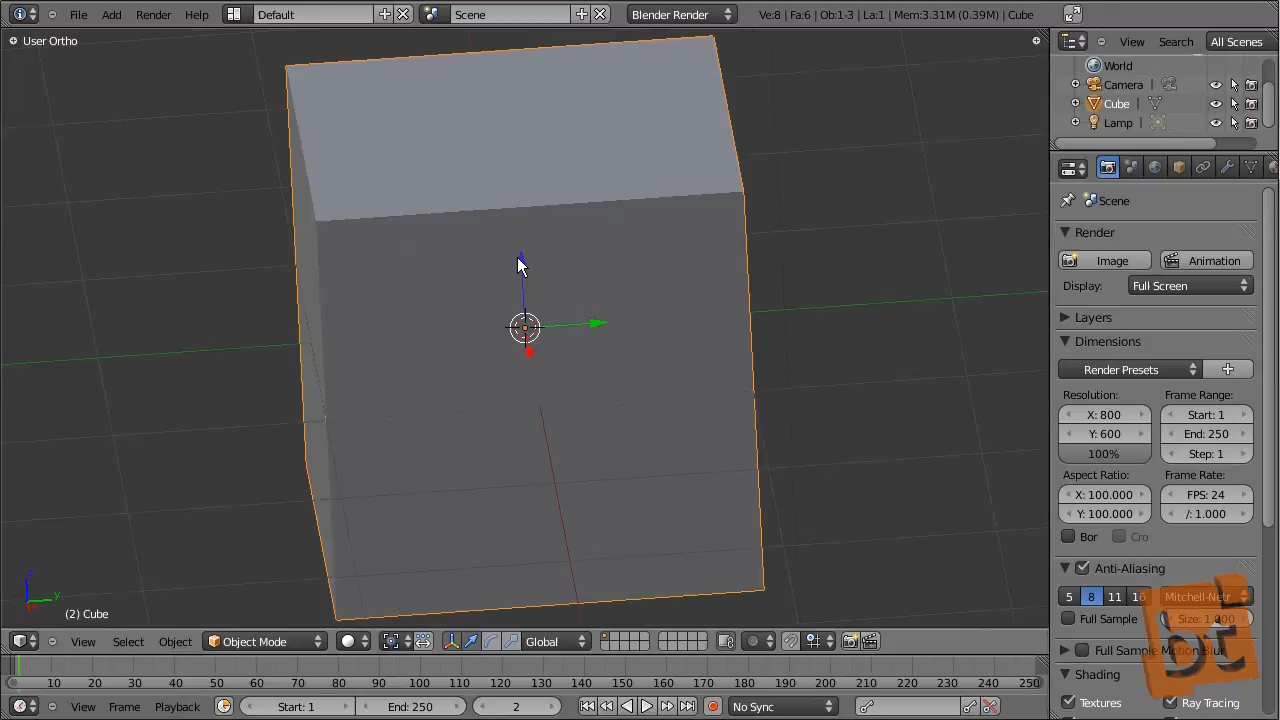 File Add Render Help Default Scene Blender Render Ve:8 | Fa:6 | Ob:1-3 | La:1 | Mem:3.31M (0.39M) | Cube
User Ortho
View Search All Scenes
World
Camera
Cube
Lamp
Scene
Render
Image Animation
Display: Full Screen
Layers
Dimensions
Render Presets
Resolution: Frame Range:
X: 800 Start: 1
Y: 600 End: 250
100% Step: 1
Aspect Ratio: Frame Rate:
X: 100.000 FPS: 24
Y: 100.000 /: 1.000
Bor Cro
Anti-Aliasing
5 8 11 16 Mitchell-Netr
Full Sample Size: 1.000
Full Sample Motion Blur
Shading
Textures Ray Tracing
z
y
(2) Cube
View Select Object Object Mode Global
10 20 30 40 50 60 70 80 90 100 110 120 130 140 150 160 170 180 190 200 210 220 230 240 250
View Frame Playback Start: 1 End: 250 2 No Sync